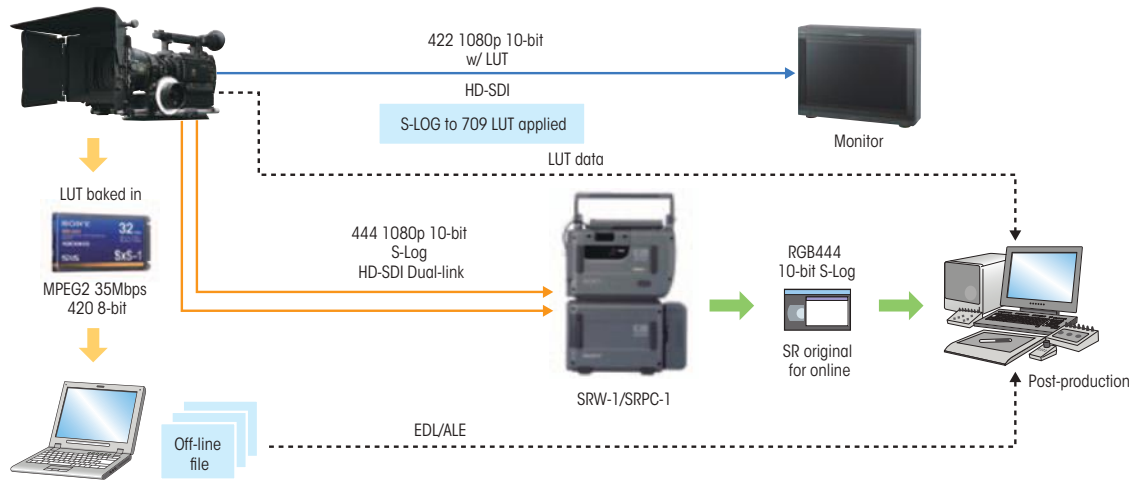 422 1080p 10-bit
w/ LUT
HD-SDI
S-LOG to 709 LUT applied
Monitor
LUT data
LUT baked in
SONY
32
SxS-1
MPEG2 35Mbps
420 8-bit
444 1080p 10-bit
S-Log
HD-SDI Dual-link
SRW-1/SRPC-1
RGB444
10-bit S-Log
SR original
for online
Post-production
Off-line
file
EDL/ALE